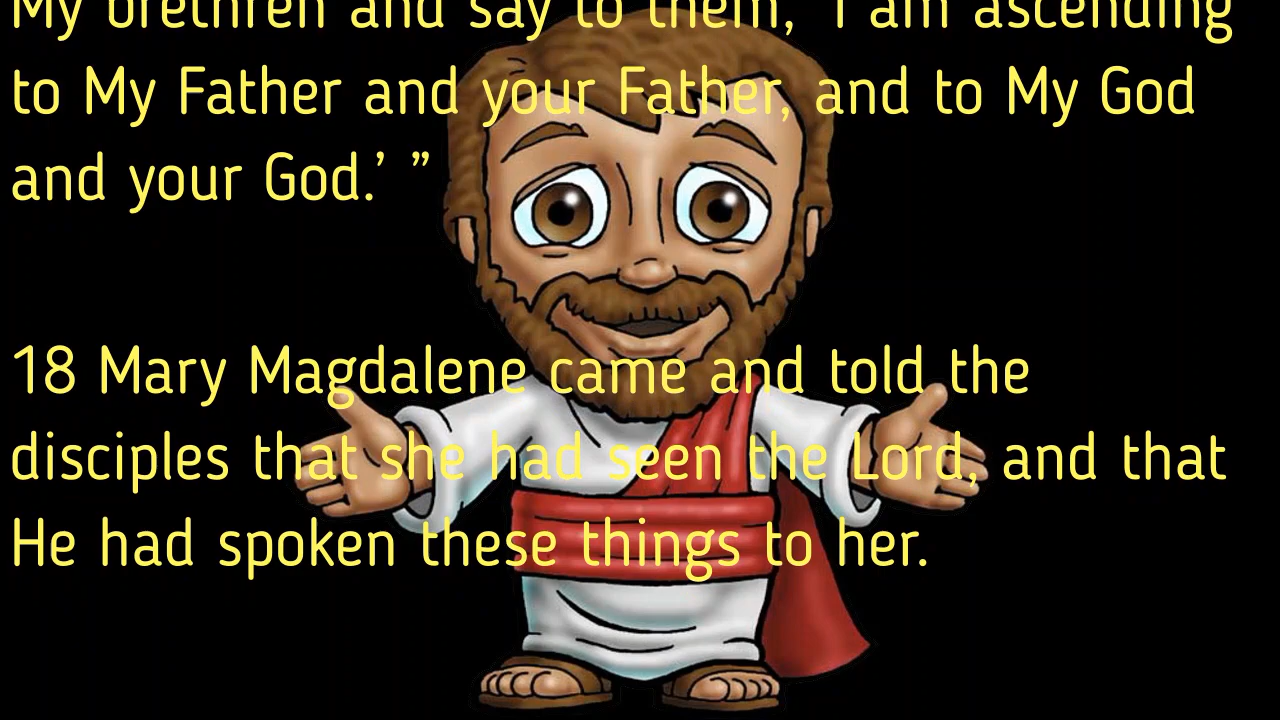 My brethren and say to them, ‘I am ascending
to My Father and your Father, and to My God
and your God.’ ”
18 Mary Magdalene came and told the
disciples that she had seen the Lord, and that
He had spoken these things to her.